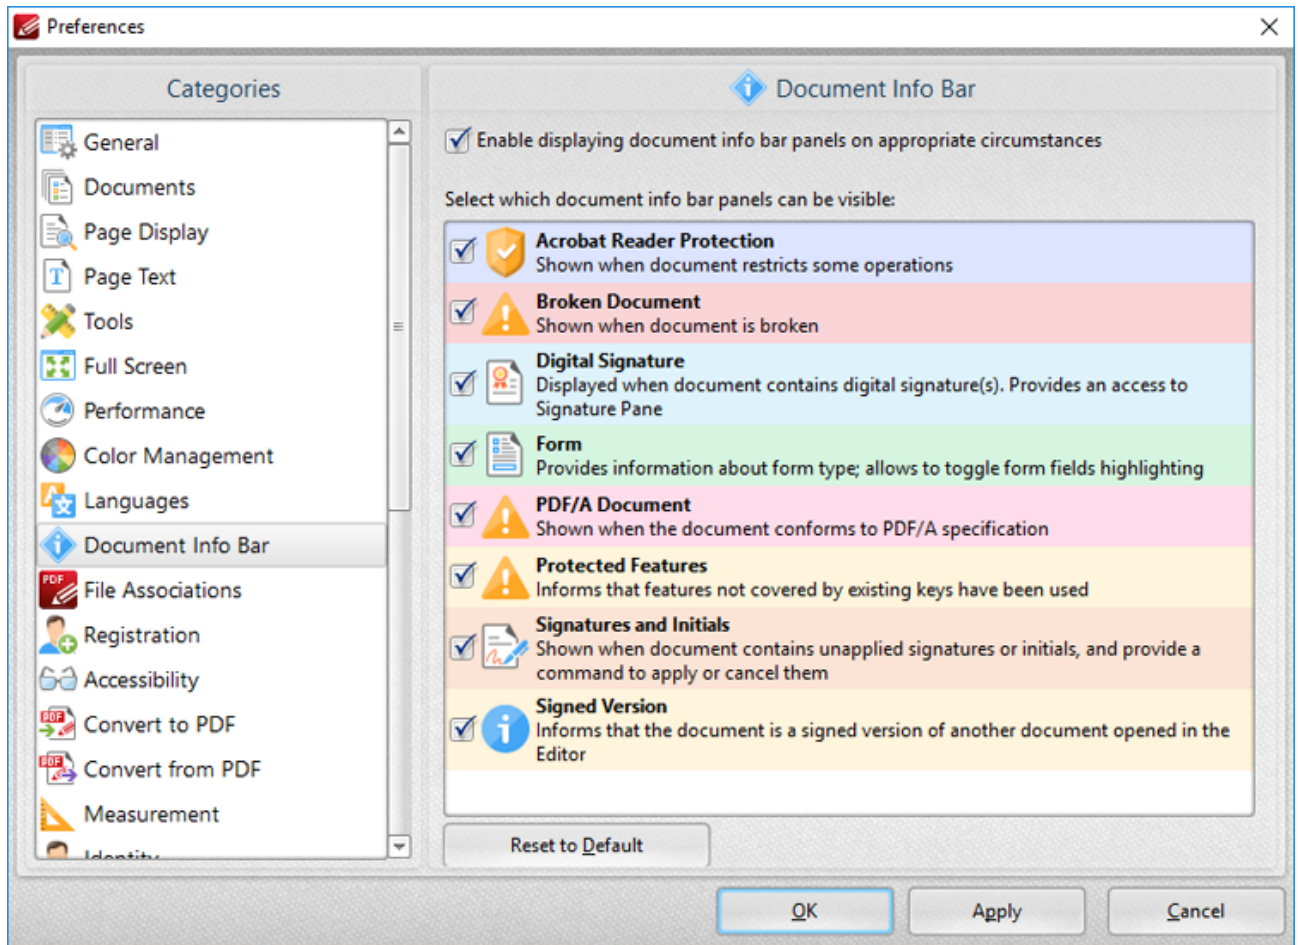 Preferences
Categories
General
Documents
Page Display
T
Page Text
Tools
Full Screen
Performance
Color Management
A
文
Languages
Document Info Bar
PDF
File Associations
Registration
Accessibility
PDF
Convert to PDF
PDF
Convert from PDF
Measurement
Identity
Document Info Bar
Enable displaying document info bar panels on appropriate circumstances
Select which document info bar panels can be visible:
Acrobat Reader Protection
Shown when document restricts some operations
Broken Document
Shown when document is broken
Digital Signature
Displayed when document contains digital signature(s). Provides an access to
Signature Pane
Form
Provides information about form type; allows to toggle form fields highlighting
PDF/A Document
Shown when the document conforms to PDF/A specification
Protected Features
Informs that features not covered by existing keys have been used
Signatures and Initials
Shown when document contains unapplied signatures or initials, and provide a
command to apply or cancel them
Signed Version
Informs that the document is a signed version of another document opened in the
Editor
Reset to Default
OK
Apply
Cancel